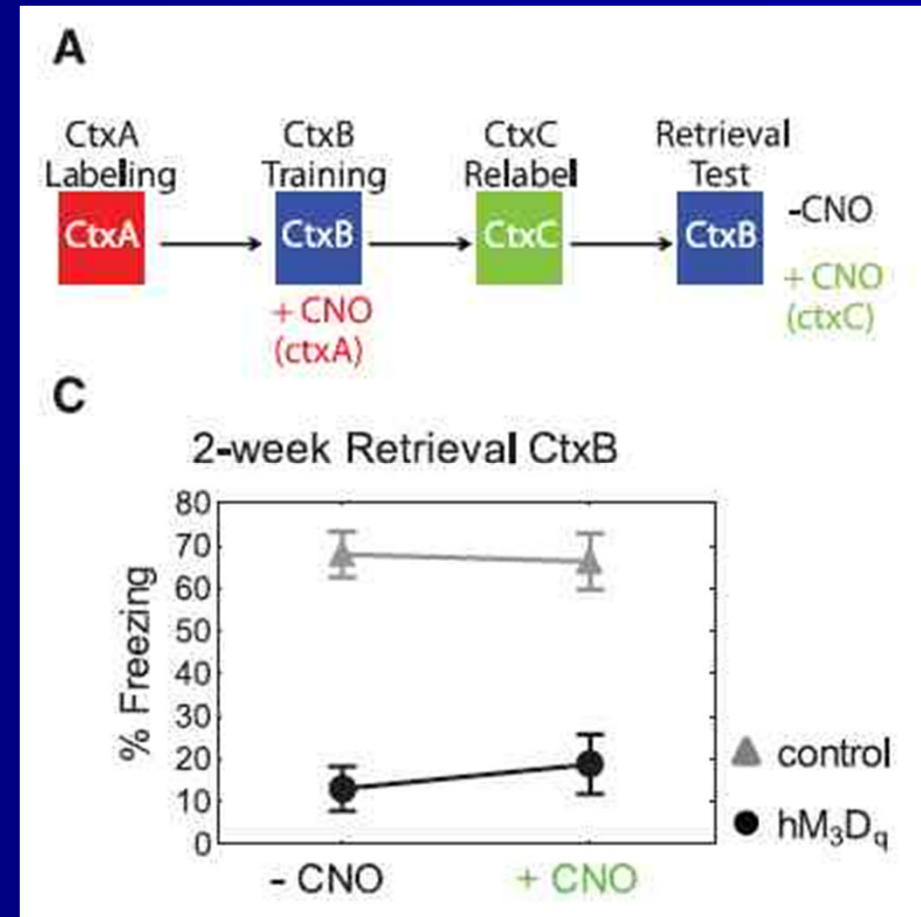 A
CtxA
Labeling
CtxB
Training
CtxC
Relabel
Retrieval
Test
CtxA
CtxB
CtxC
CtxB
-CNO
+ CNO
(ctxC)
+ CNO
(ctxA)
C
2-week Retrieval CtxB
80
70
60
50
40
30
20
10
0
% Freezing
- CNO
+ CNO
control
hM₃Dq